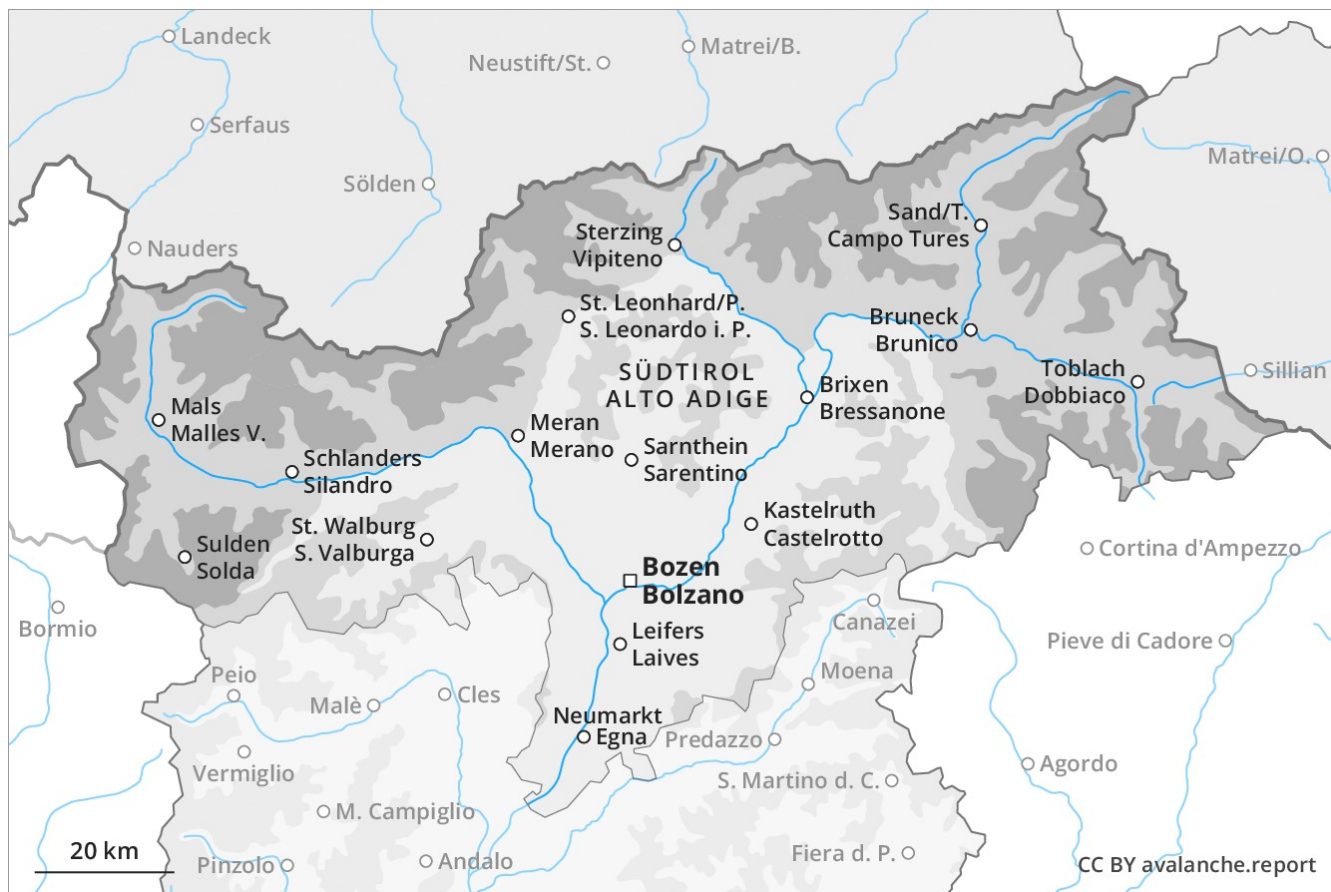 Landeck
Neustift/St.
Matrei/B.
Serfaus
Matrei/O.
Sölden
Nauders
Sand/T.
Campo Tures
Sterzing
Vipiteno
St. Leonhard/P.
S. Leonardo i. P.
Bruneck
Brunico
SÜDTIROL
ALTO ADIGE
Toblach
Dobbiaco
Sillian
Brixen
Bressanone
Mals
Malles V.
Meran
Merano
Sarnthein
Sarentino
Schlanders
Silandro
Kastelruth
Castelrotto
St. Walburg
S. Valburga
Sulden
Solda
Cortina d'Ampezzo
Bozen
Bolzano
Bormio
Canazei
Leifers
Laives
Pieve di Cadore
Peio
Moena
Malè
Cles
Neumarkt
Egna
Predazzo
Vermiglio
Agordo
S. Martino d. C.
M. Campiglio
20 km
Pinzolo
Andalo
Fiera d. P.
CC BY avalanche.report